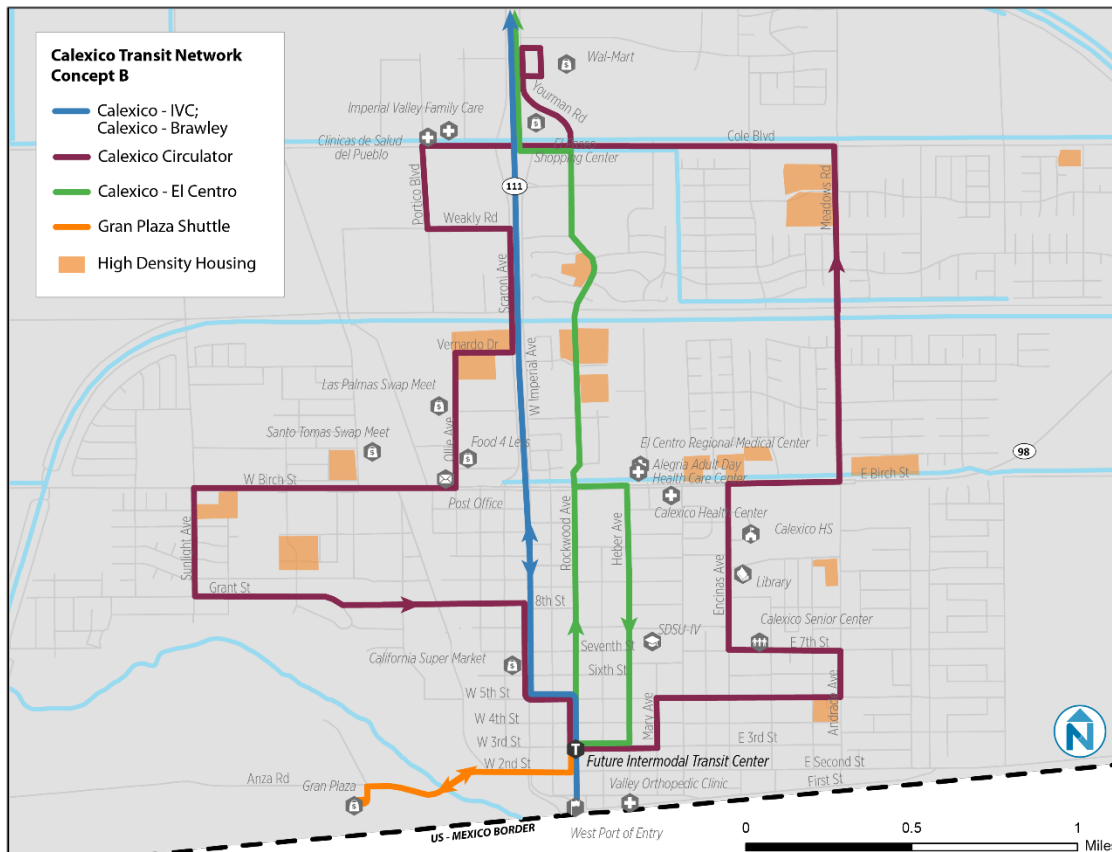 Calexico Transit Network
Concept B
Calexico - IVC;
Calexico - Brawley
Calexico Circulator
Calexico - El Centro
Gran Plaza Shuttle
High Density Housing
Wal-Mart
Yourman Rd
Imperial Valley Family Care
Clinicas de Salud
del Pueblo
Shopping Center
Cole Blvd
111
Portico Blvd
Weakly Rd
Meadows Rd
Scaroni Ave
Vernardo Dr
W Imperial Ave
Las Palmas Swap Meet
Santo Tomas Swap Meet
Ollie Ave
Food 4 Less
El Centro Regional Medical Center
Alegria Adult Day
Health Care Center
98
W Birch St
E Birch St
Post Office
Calexico Health Center
Calexico HS
Sunlight Ave
Rockwood Ave
Heber Ave
Encinas Ave
Library
Grant St
8th St
Calexico Senior Center
SDSU-IV
Seventh St
E 7th St
California Super Market
Sixth St
W 5th St
W 4th St
Mary Ave
Andrade Ave
W 3rd St
E 3rd St
T
Future Intermodal Transit Center
W 2nd St
E Second St
First St
Anza Rd
Gran Plaza
Valley Orthopedic Clinic
West Port of Entry
US - MEXICO BORDER
N
0 0.5 1
Miles